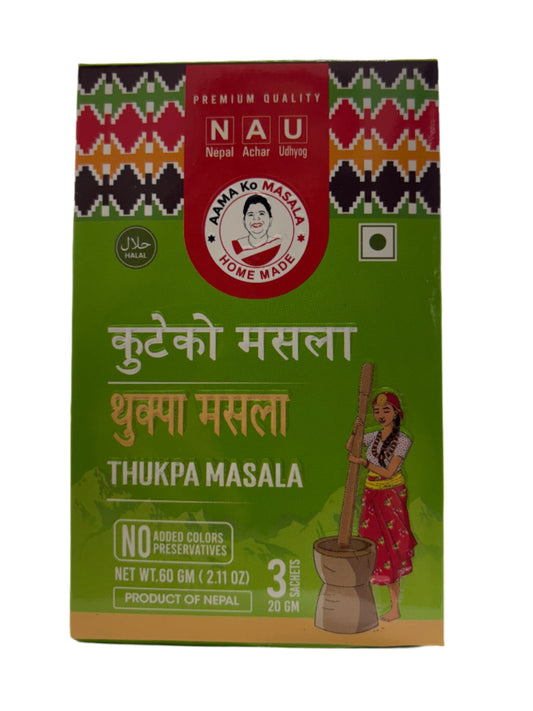 PREMIUM QUALITY
N A U
Nepal Achar Udhyog
AAMA Ko MASALA
HOME MADE
حلال
HALAL
कुटेको मसला
थुक्पा मसला
THUKPA MASALA
NO ADDED COLORS
PRESERVATIVES
NET WT.60 GM ( 2.11 OZ)
PRODUCT OF NEPAL
3 SACHETS
20 GM